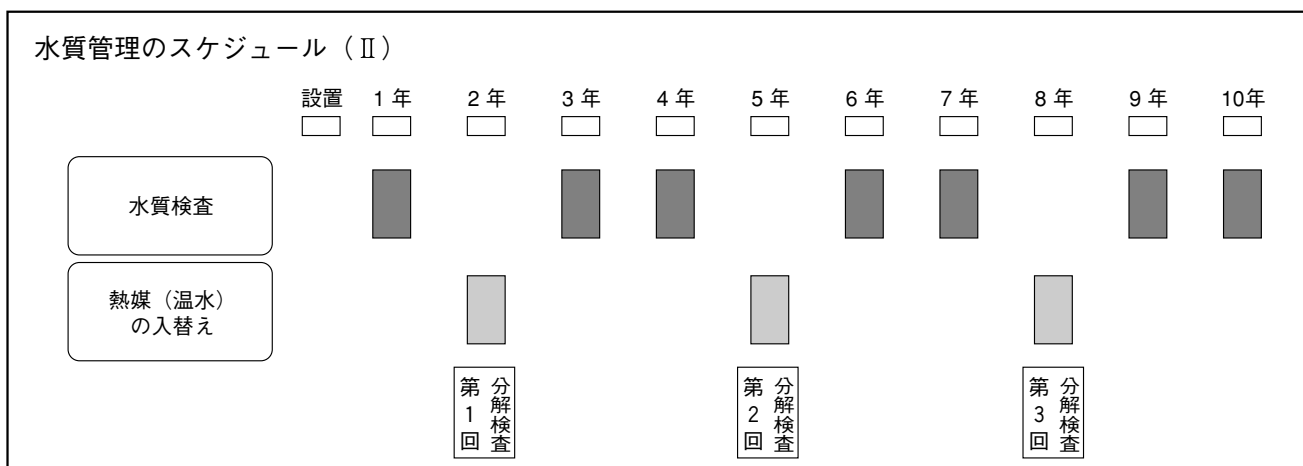 水質管理のスケジュール（Ⅱ）
設置 1年 2年 3年 4年 5年 6年 7年 8年 9年 10年
水質検査
熱媒（温水）
の入替え
第1回
分解検査
第2回
分解検査
第3回
分解検査